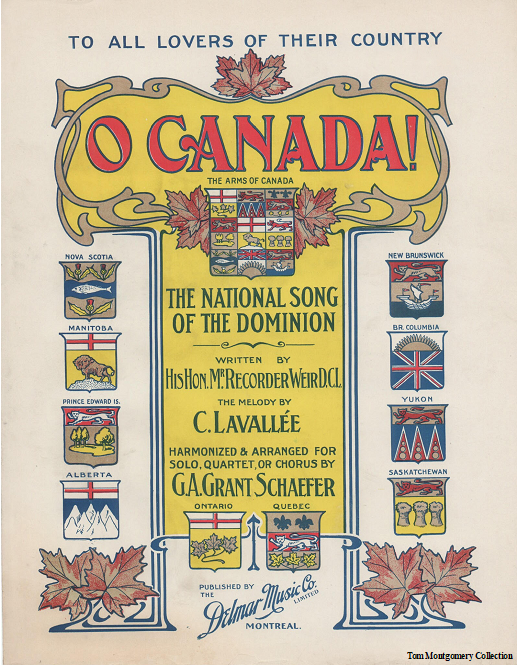 TO ALL LOVERS OF THEIR COUNTRY
O CANADA!
THE ARMS OF CANADA
NOVA SCOTIA
MANITOBA
PRINCE EDWARD IS.
ALBERTA
THE NATIONAL SONG
OF THE DOMINION
WRITTEN BY
HIS HON. MR. RECORDER WEIR D.C.L.
THE MELODY BY
C. LAVALLÉE
HARMONIZED & ARRANGED FOR
SOLO, QUARTET, OR CHORUS BY
G.A. GRANT SCHAEFER
ONTARIO
QUEBEC
NEW BRUNSWICK
BR. COLUMBIA
YUKON
SASKATCHEWAN
PUBLISHED BY
THE
Delmar Music Co.
LIMITED
MONTREAL.
Tom Montgomery Collection